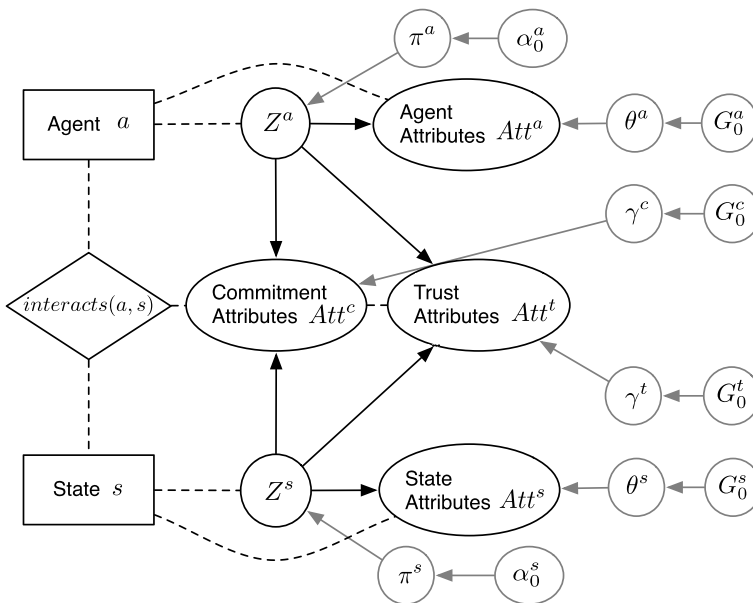 π^a
α_0^a
Agent a
Z^a
Agent
Attributes Att^a
θ^a
G_0^a
γ^c
G_0^c
interacts(a, s)
Commitment
Attributes Att^c
Trust
Attributes Att^t
γ^t
G_0^t
State s
Z^s
State
Attributes Att^s
θ^s
G_0^s
π^s
α_0^s